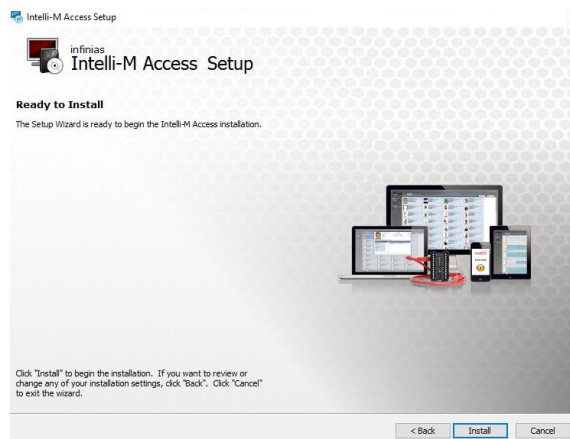 Intelli-M Access Setup
infinias
Intelli-M Access Setup
Ready to Install
The Setup Wizard is ready to begin the Intelli-M Access installation.
Click "Install" to begin the installation. If you want to review or
change any of your installation settings, click "Back". Click "Cancel"
to exit the wizard.
< Back
Install
Cancel